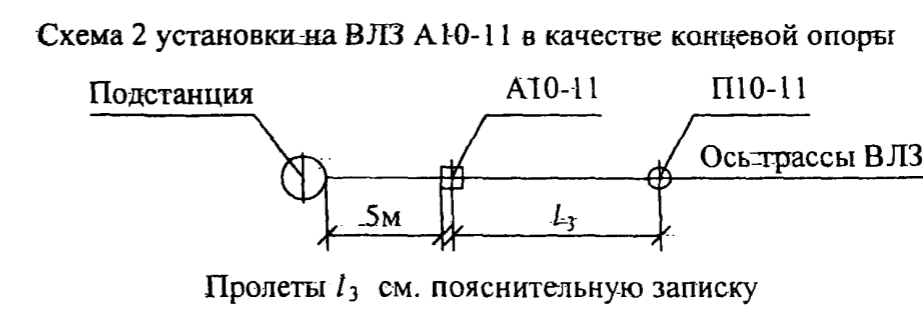 Схема 2 установки на ВЛЗ А10-11 в качестве концевой опоры
Подстанция
А10-11
П10-11
Ось трассы ВЛЗ
5м
L₃
Пролеты l₃ см. пояснительную записку